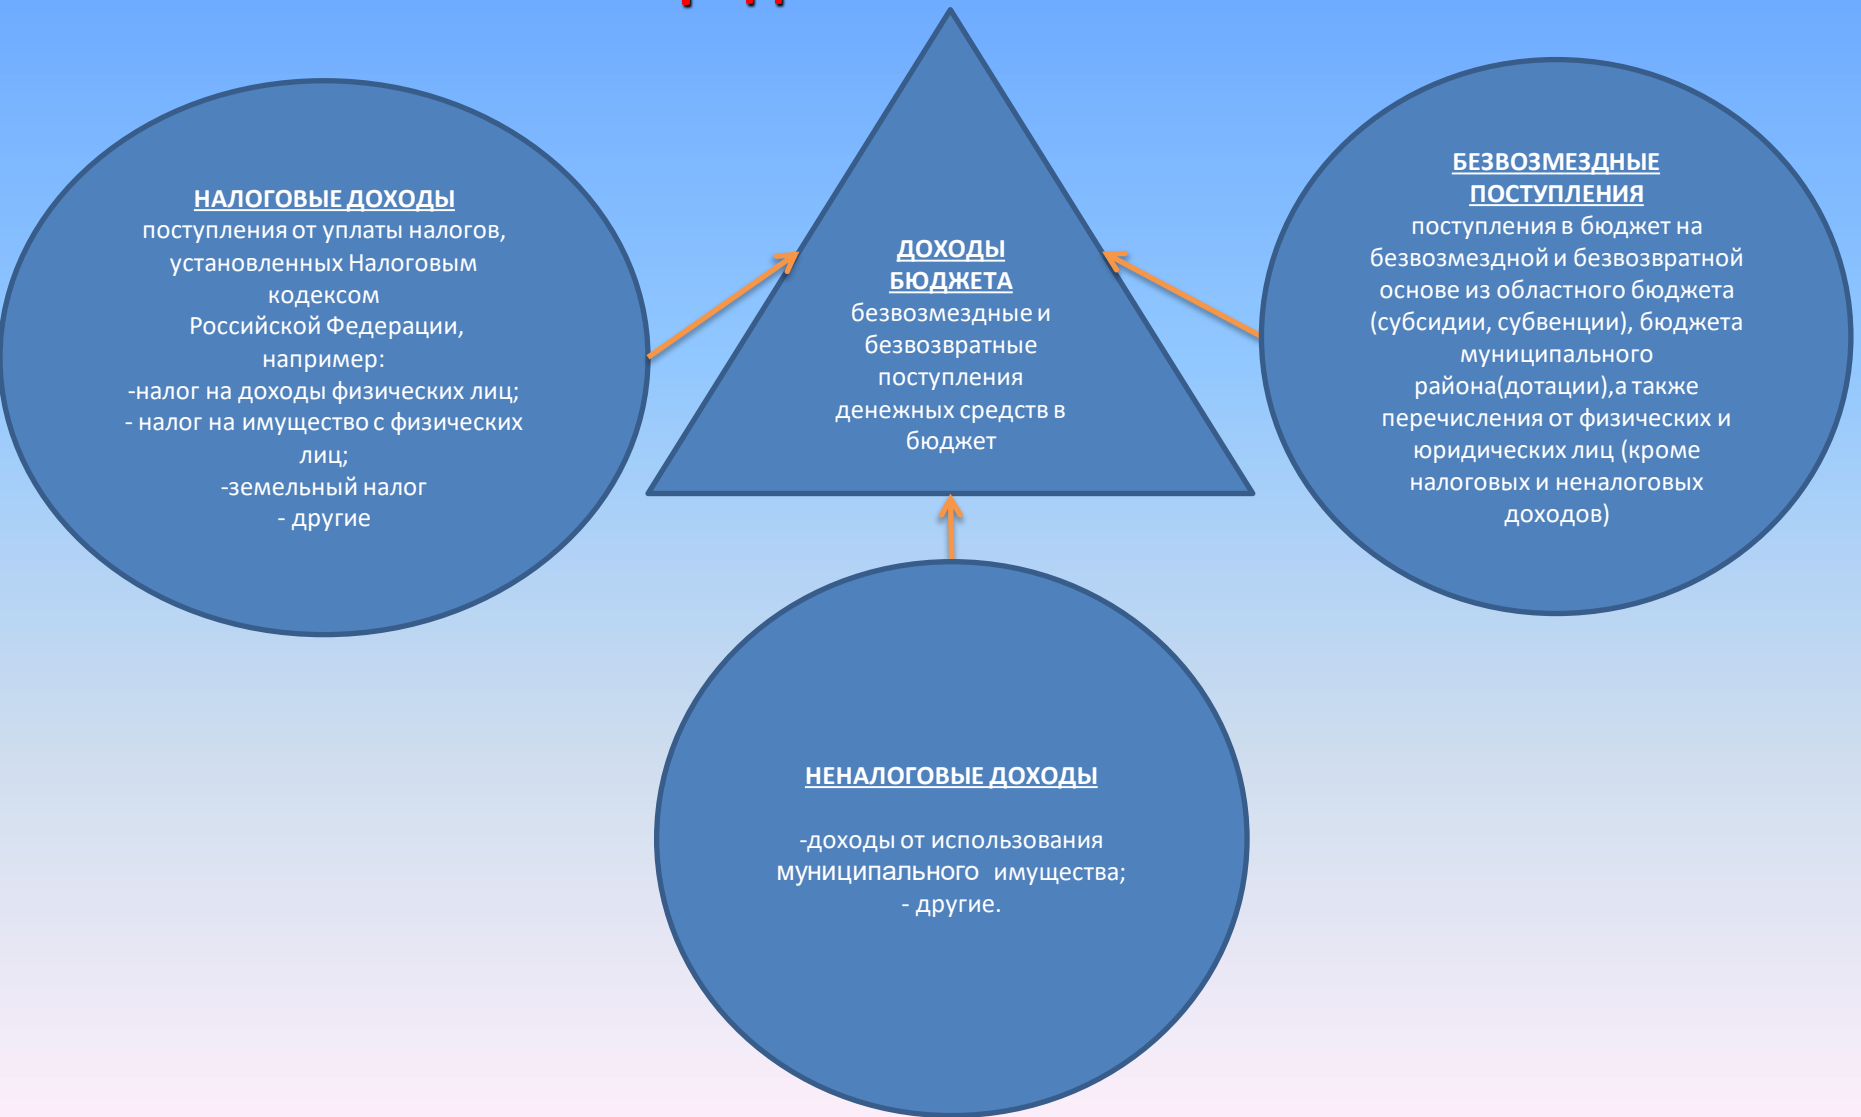 НАЛОГОВЫЕ ДОХОДЫ
поступления от уплаты налогов,
установленных Налоговым
кодексом
Российской Федерации,
например:
-налог на доходы физических лиц;
- налог на имущество с физических
лиц;
-земельный налог
- другие
ДОХОДЫ
БЮДЖЕТА
безвозмездные и
безвозвратные
поступления
денежных средств в
бюджет
БЕЗВОЗМЕЗДНЫЕ
ПОСТУПЛЕНИЯ
поступления в бюджет на
безвозмездной и безвозвратной
основе из областного бюджета
(субсидии, субвенции), бюджета
муниципального
района(дотации),а также
перечисления от физических и
юридических лиц (кроме
налоговых и неналоговых
доходов)
НЕНАЛОГОВЫЕ ДОХОДЫ
-доходы от использования
муниципального имущества;
- другие.